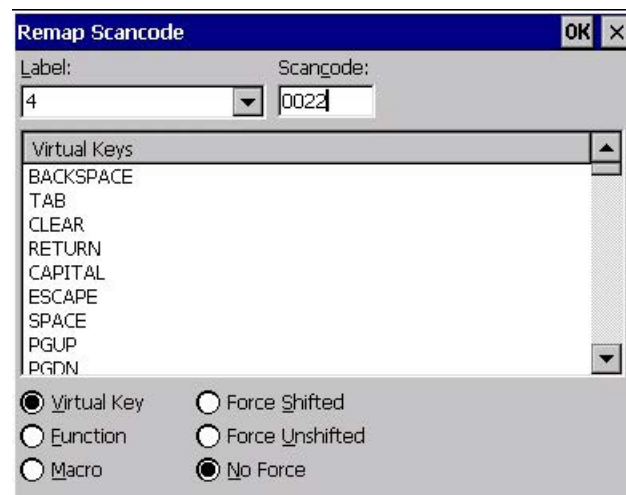 Remap Scancode OK ×
Label: Scancode:
4 0022
Virtual Keys
BACKSPACE
TAB
CLEAR
RETURN
CAPITAL
ESCAPE
SPACE
PGUP
PGDN
Virtual Key Force Shifted
Function Force Unshifted
Macro No Force